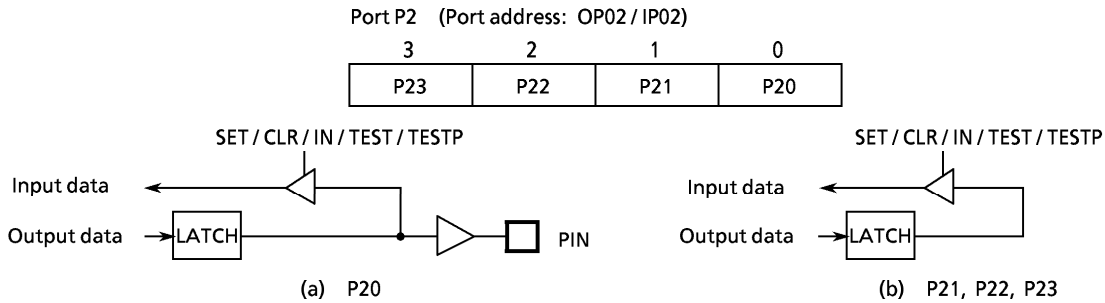 Port P2 (Port address: OP02 / IP02)
3 2 1 0
P23 P22 P21 P20
SET / CLR / IN / TEST / TESTP
Input data
Output data LATCH PIN
(a) P20
SET / CLR / IN / TEST / TESTP
Input data
Output data LATCH
(b) P21, P22, P23